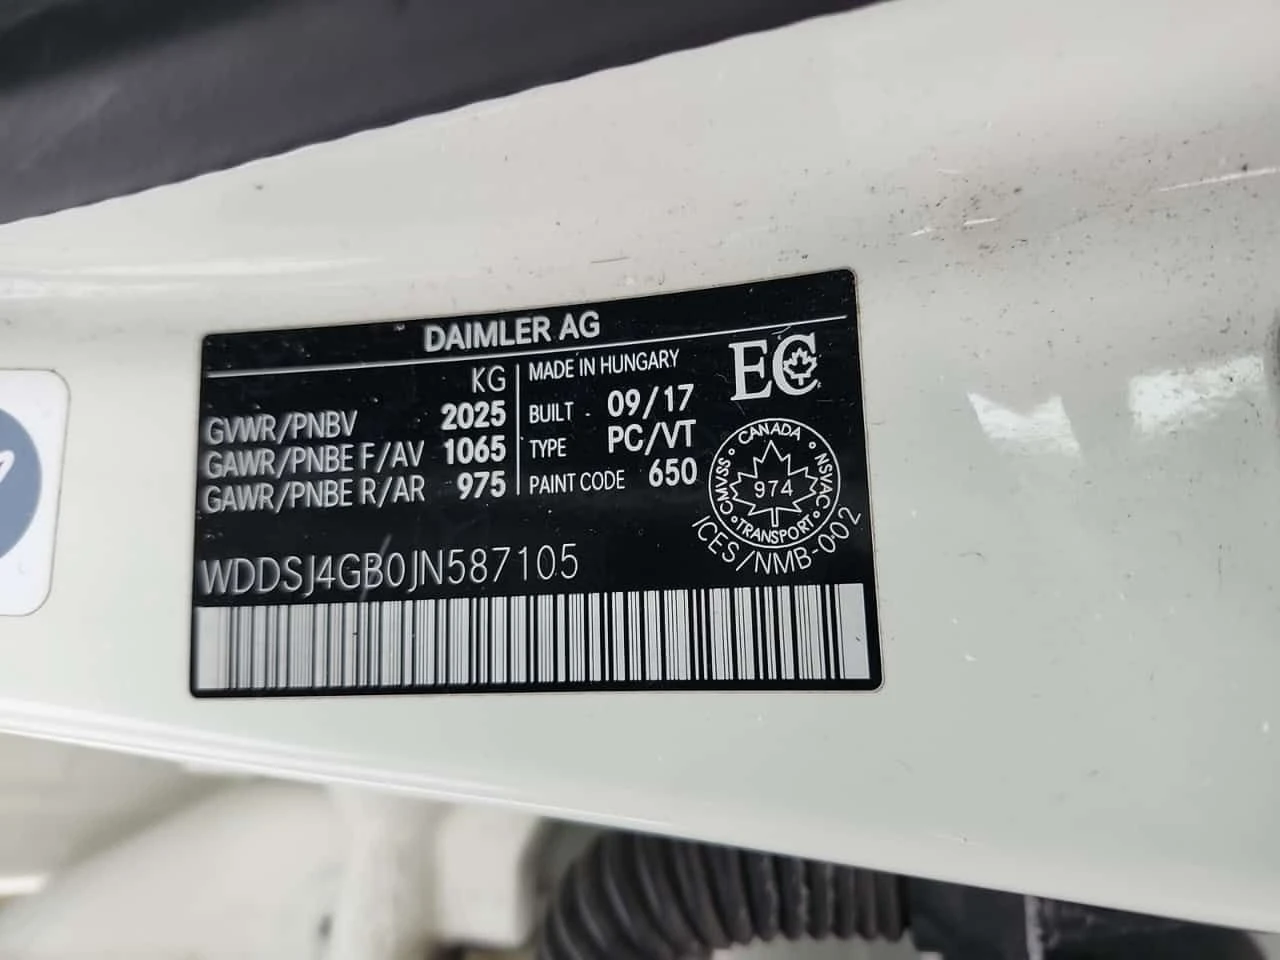 DAIMLER AG
KG
GVWR/PNBV 2025
GAWR/PNBE F/AV 1065
GAWR/PNBE R/AR 975
MADE IN HUNGARY
BUILT 09/17
TYPE PC/VT
PAINT CODE 650
EC
CANADA
CMVSS
NSVAC
974
TRANSPORT
ICES/NMB-002
WDDSJ4GB0JN587105